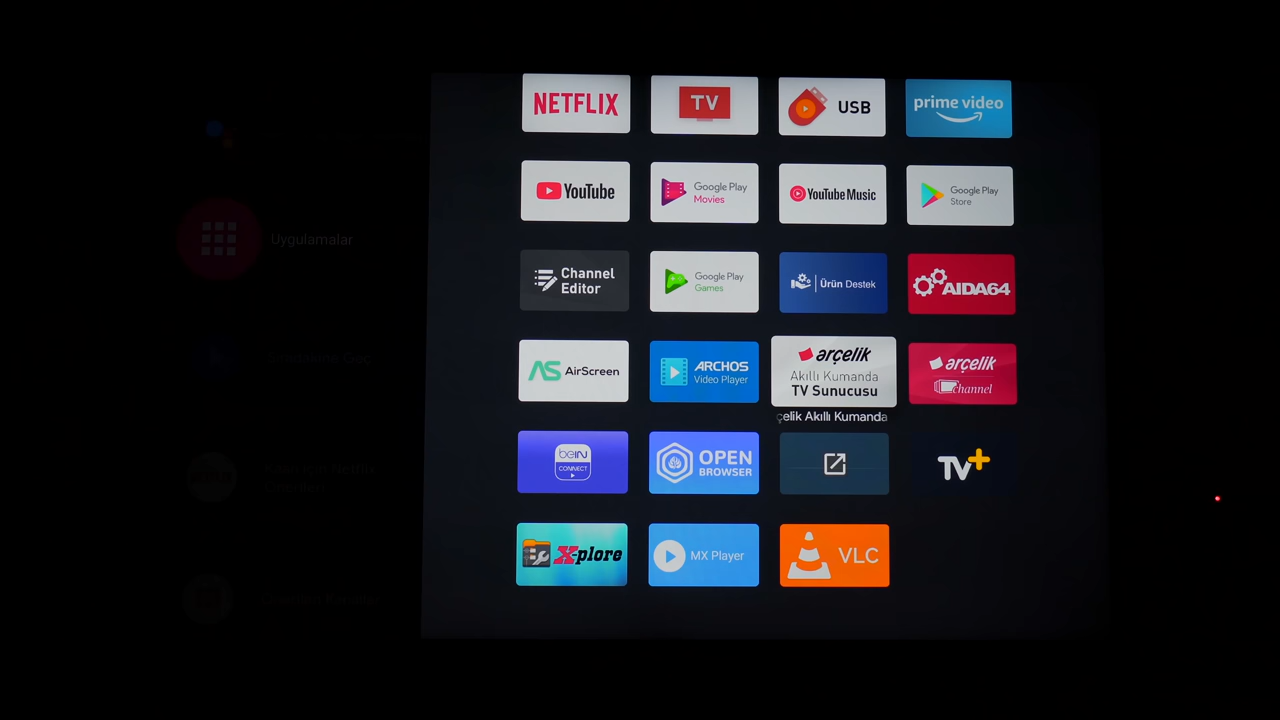 NETFLIX
TV
USB
prime video
YouTube
Google Play
Movies
YouTube Music
Google Play
Store
Channel
Editor
Google Play
Games
Ürün Destek
AIDA64
Uygulamalar
AS AirScreen
ARCHOS
Video Player
arçelik
Akıllı Kumanda
TV Sunucusu
arçelik
channel
çelik Akıllı Kumanda
beIN
CONNECT
OPEN
BROWSER
TV+
X-plore
MX Player
VLC